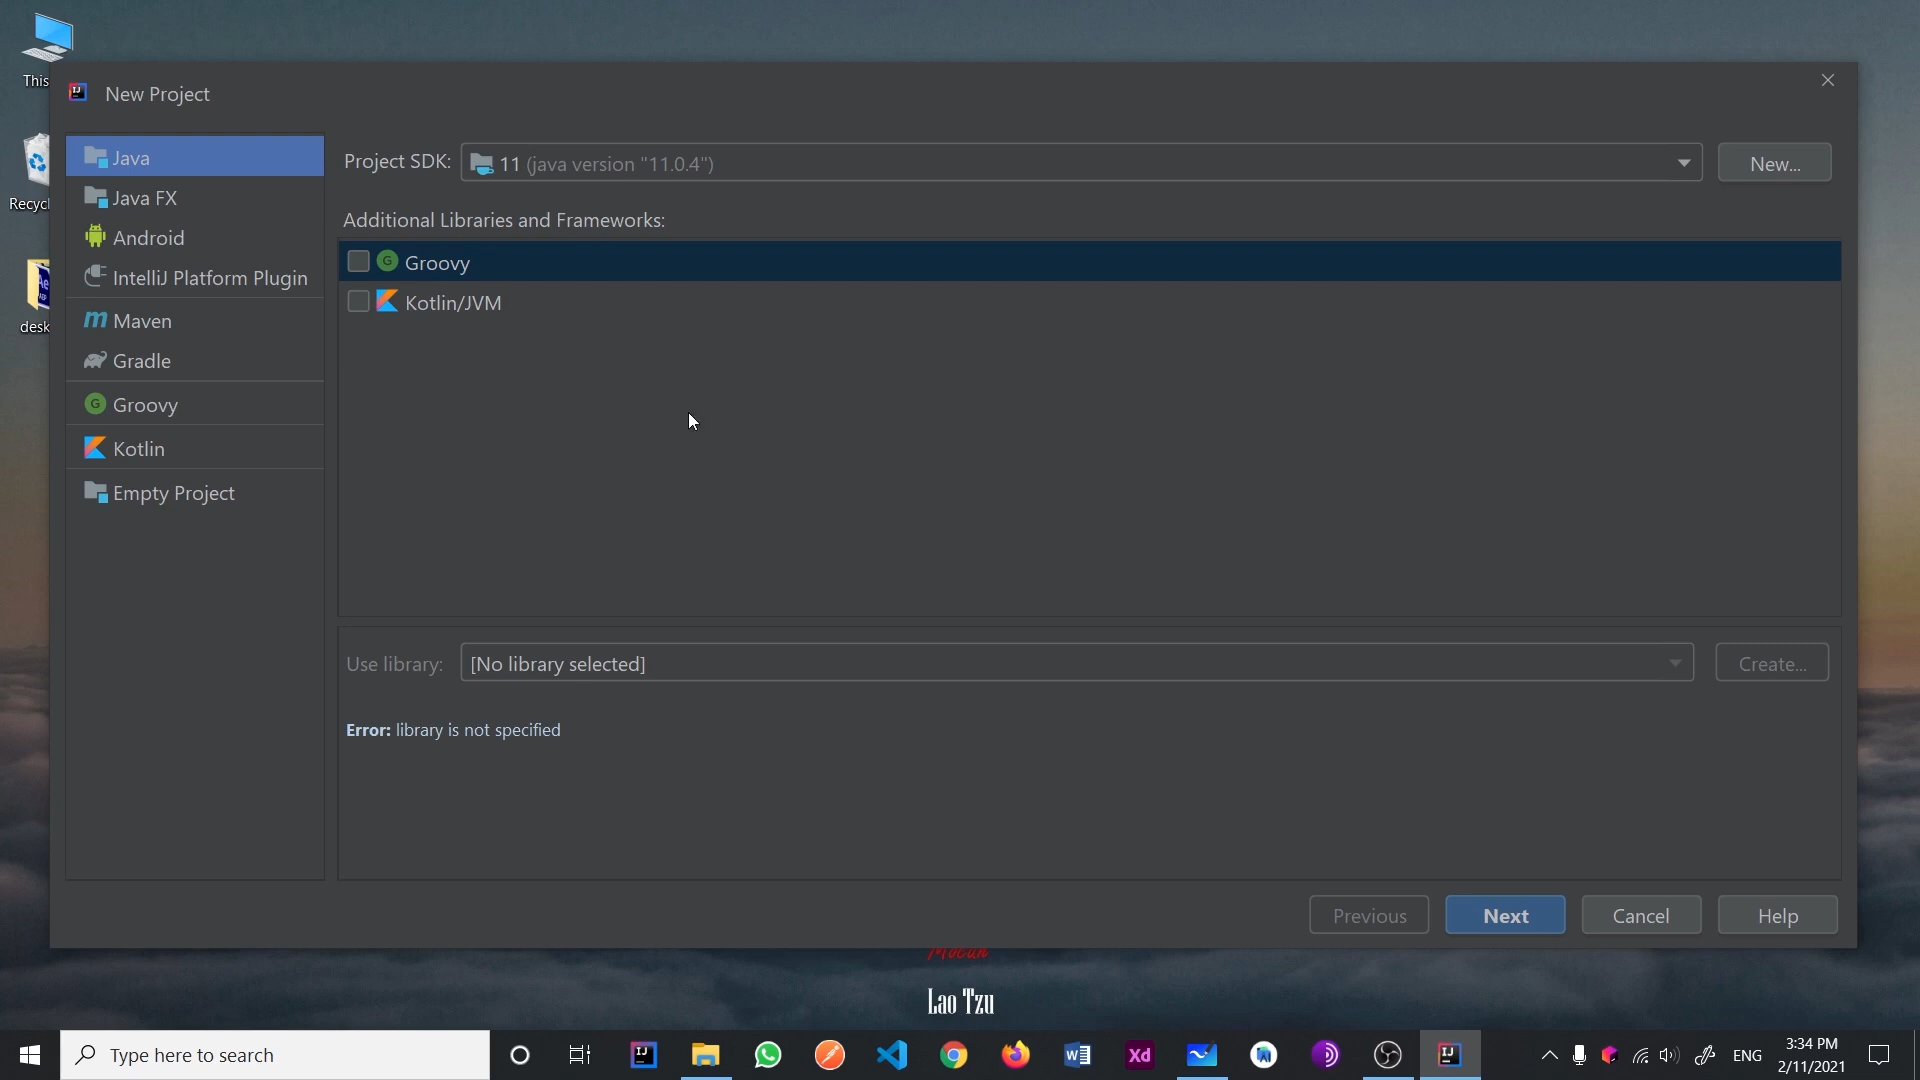 This
Recycl
desk
New Project
Java
Java FX
Android
IntelliJ Platform Plugin
Maven
Gradle
Groovy
Kotlin
Empty Project
Project SDK: 11 (java version "11.0.4") New...
Additional Libraries and Frameworks:
Groovy
Kotlin/JVM
Use library: [No library selected] Create...
Error: library is not specified
Previous Next Cancel Help
Lao Tzu
Type here to search
ENG
3:34 PM
2/11/2021